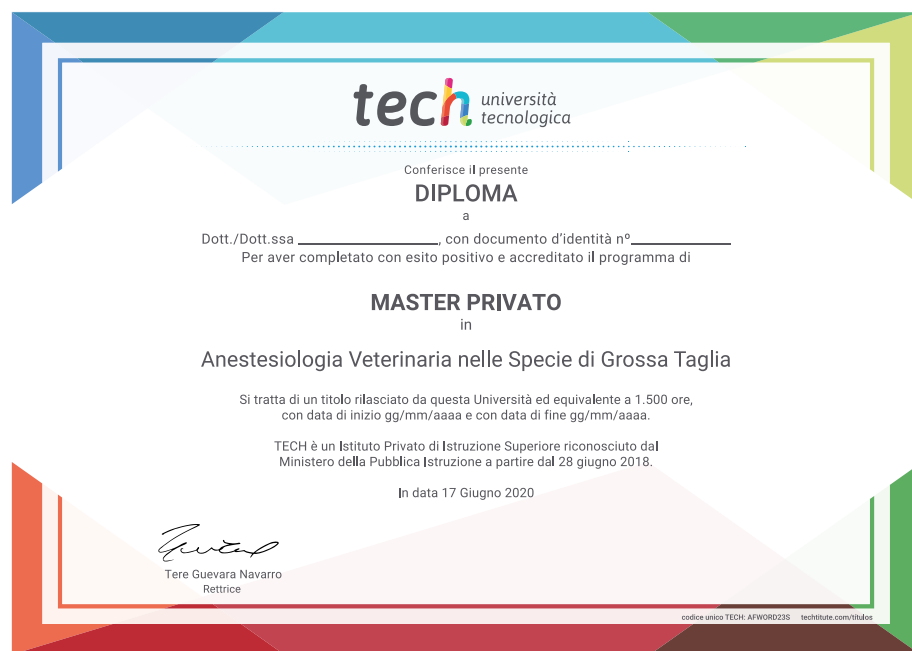 tech università
tecnologica
Conferisce il presente
DIPLOMA
a
Dott./Dott.ssa ____________________, con documento d'identità nº______________
Per aver completato con esito positivo e accreditato il programma di
MASTER PRIVATO
in
Anestesiologia Veterinaria nelle Specie di Grossa Taglia
Si tratta di un titolo rilasciato da questa Università ed equivalente a 1.500 ore,
con data di inizio gg/mm/aaaa e con data di fine gg/mm/aaaa.
TECH è un Istituto Privato di Istruzione Superiore riconosciuto dal
Ministero della Pubblica Istruzione a partire dal 28 giugno 2018.
In data 17 Giugno 2020
Tere Guevara Navarro
Rettrice
codice unico TECH: AFWORD23S techtitute.com/títulos